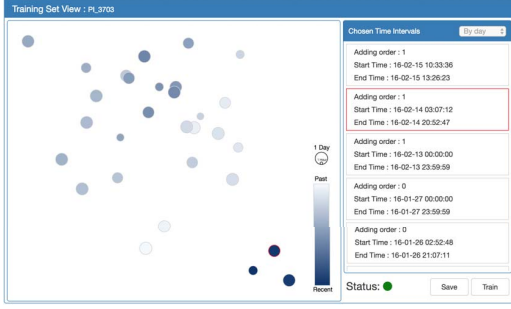 Training Set View : PI_3703
Chosen Time Intervals
By day
Adding order : 1
Start Time : 16-02-15 10:33:36
End Time : 16-02-15 13:26:23
Adding order : 1
Start Time : 16-02-14 03:07:12
End Time : 16-02-14 20:52:47
Adding order : 1
Start Time : 16-02-13 00:00:00
End Time : 16-02-13 23:59:59
Adding order : 0
Start Time : 16-01-27 00:00:00
End Time : 16-01-27 23:59:59
Adding order : 0
Start Time : 16-01-26 02:52:48
End Time : 16-01-26 21:07:11
1 Day
Past
Recent
Status:
Save
Train